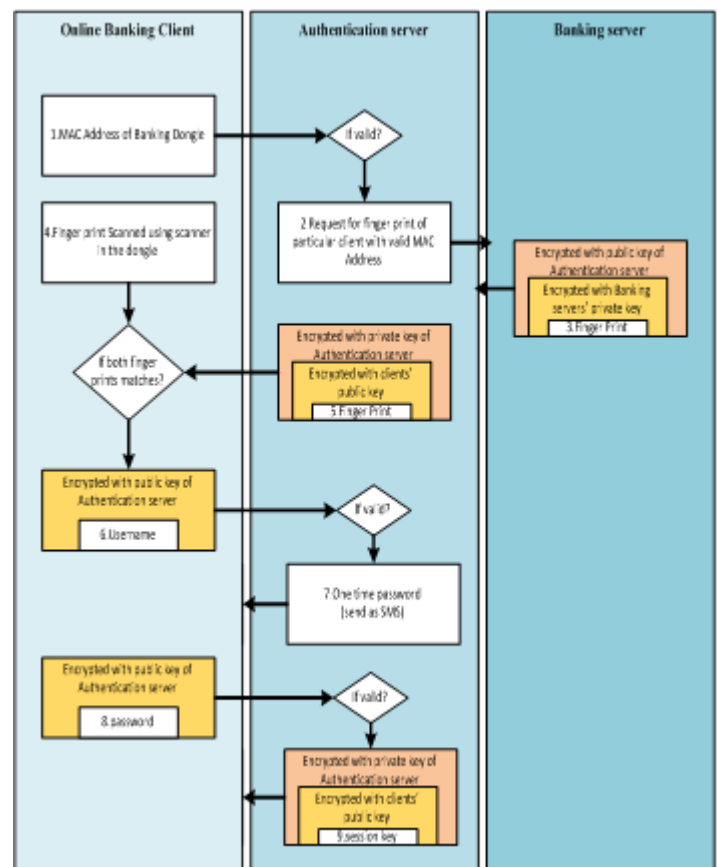 Online Banking Client
Authentication server
Banking server
1.MAC Address of Banking Dongle
If valid?
4.Finger print Scanned using scanner
in the dongle
2.Request for finger print of
particular client with valid MAC
Address
Encrypted with public key of
Authentication server
Encrypted with Banking
servers' private key
3.Finger Print
If both finger
prints matches?
Encrypted with private key of
Authentication server
Encrypted with clients'
public key
5.Finger Print
Encrypted with public key of
Authentication server
6.Username
If valid?
7.One time password
(send as SMS)
Encrypted with public key of
Authentication server
8.password
If valid?
Encrypted with private key of
Authentication server
Encrypted with clients'
public key
9.session key